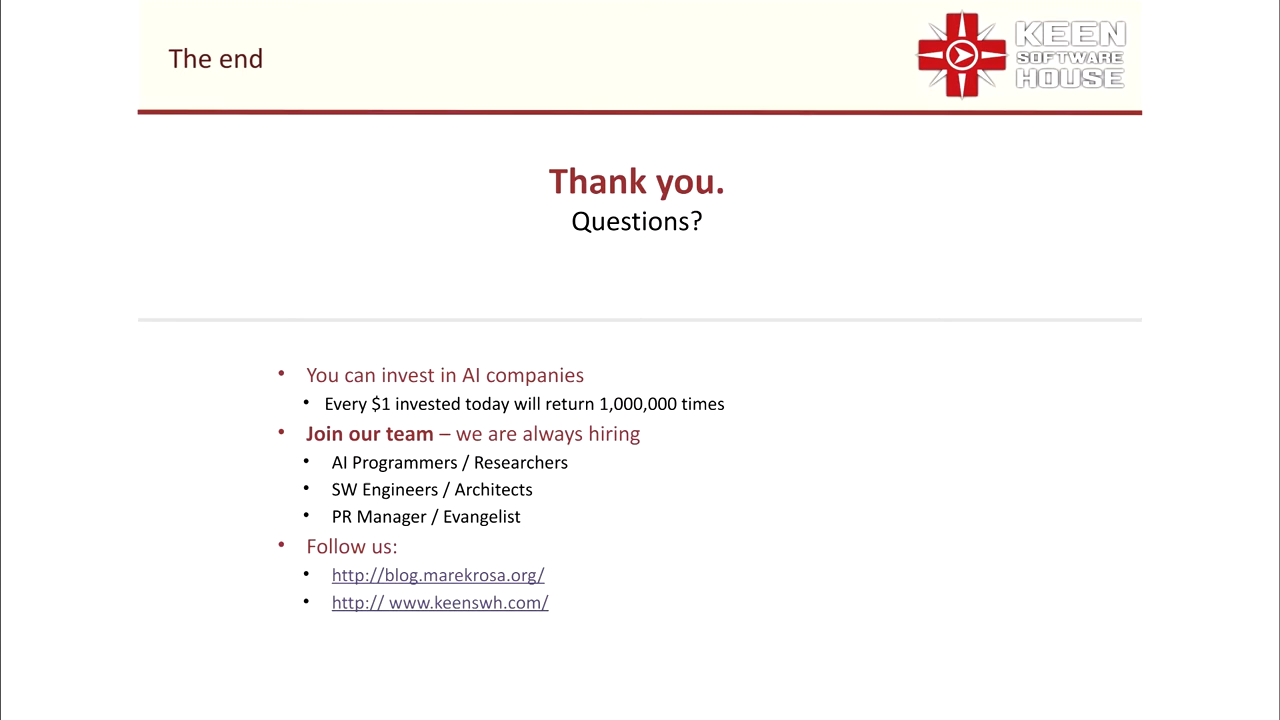 The end
KEEN
SOFTWARE
HOUSE
Thank you.
Questions?
• You can invest in AI companies
• Every $1 invested today will return 1,000,000 times
• Join our team – we are always hiring
• AI Programmers / Researchers
• SW Engineers / Architects
• PR Manager / Evangelist
• Follow us:
• http://blog.marekrosa.org/
• http:// www.keenswh.com/